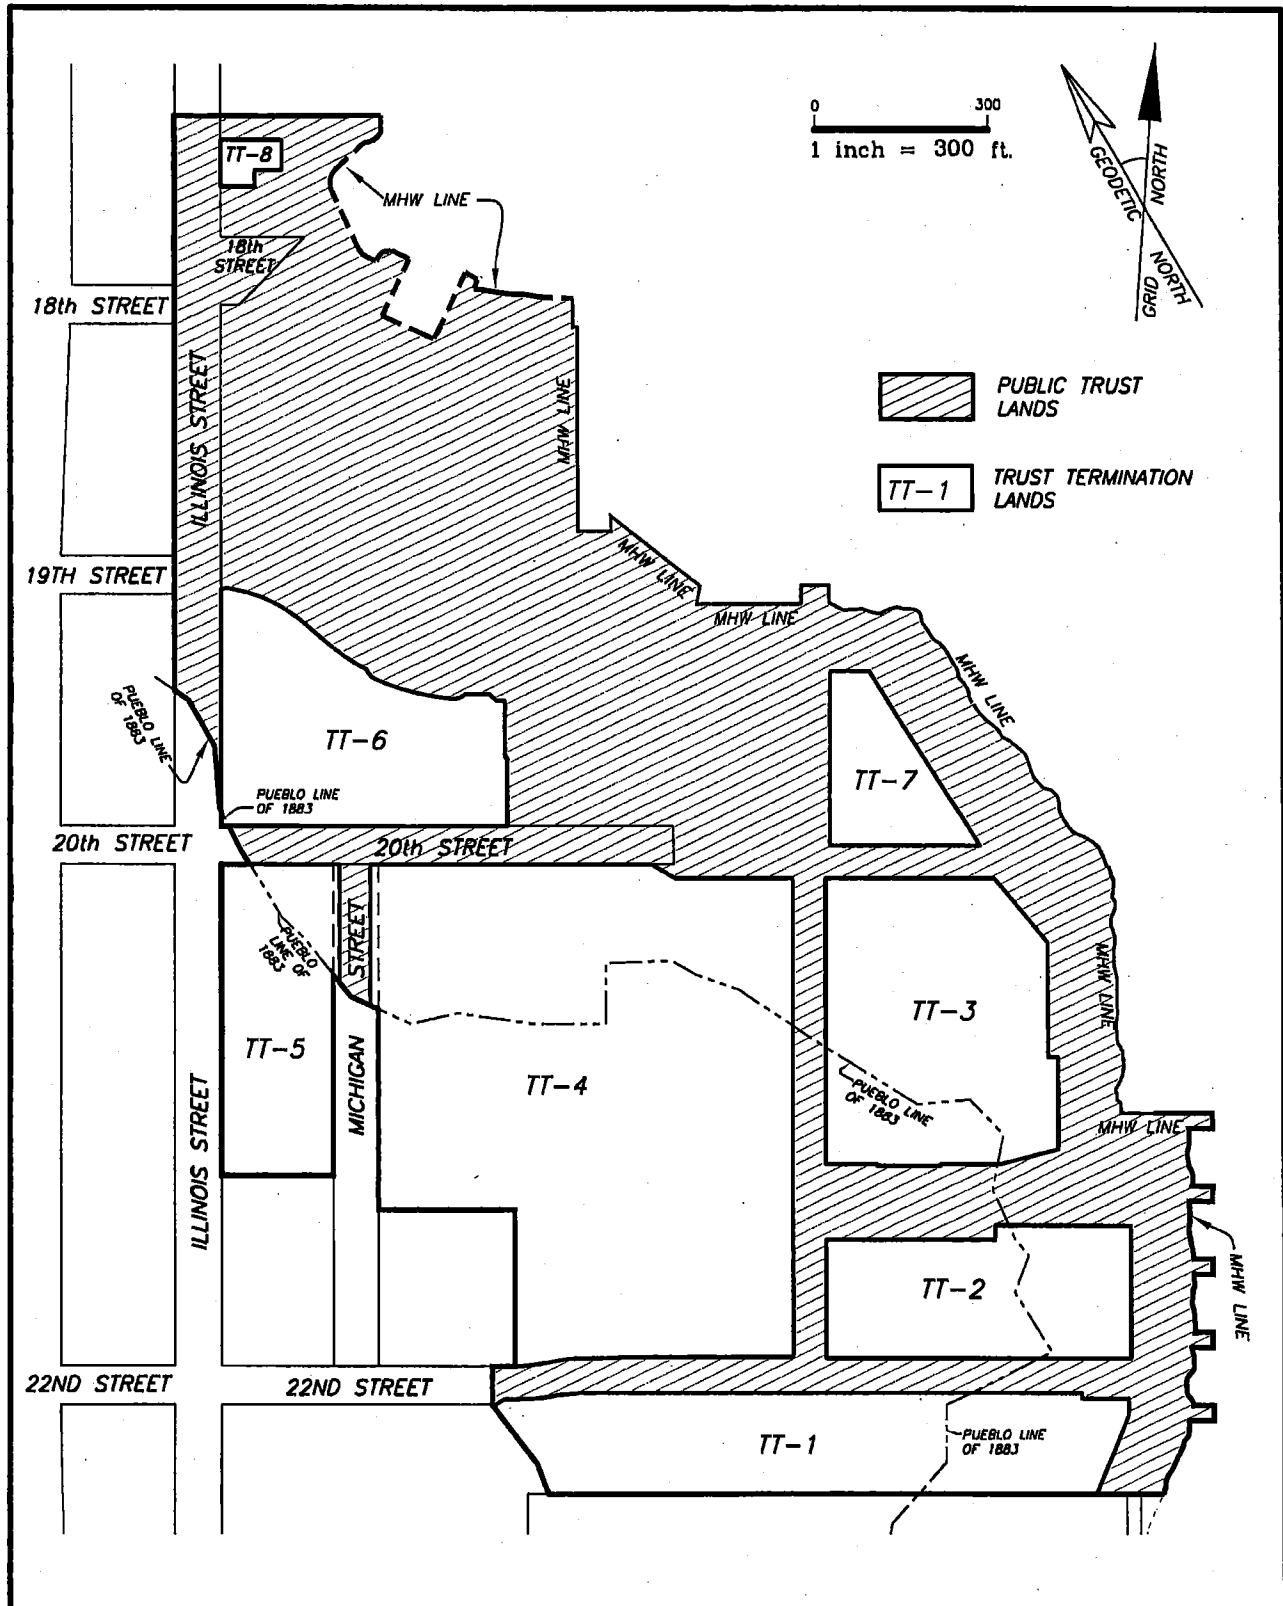 0 300
1 inch = 300 ft.
GEODETIC
NORTH
GRID
NORTH
TT-8
MHW LINE
18th
STREET
18th STREET
ILLINOIS STREET
MHW LINE
PUBLIC TRUST
LANDS
TT-1
TRUST TERMINATION
LANDS
19TH STREET
MHW LINE
MHW LINE
MHW LINE
PUEBLO LINE
OF 1883
TT-6
TT-7
PUEBLO LINE
OF 1883
20th STREET
20th STREET
PUEBLO
LINE OF
1883
STREET
MHW LINE
TT-3
TT-5
MICHIGAN
TT-4
PUEBLO LINE
OF 1883
MHW LINE
ILLINOIS STREET
TT-2
MHW LINE
22ND STREET
22ND STREET
TT-1
PUEBLO LINE
OF 1883